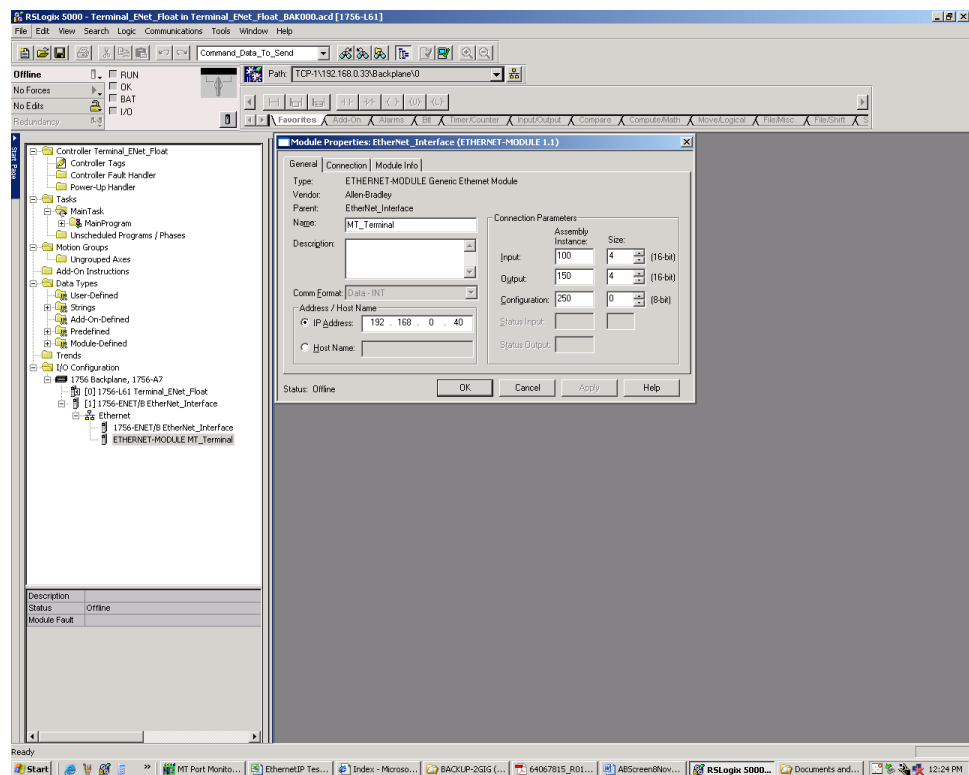 RSLogix 5000 - Terminal_ENet_Float in Terminal_ENet_Float_BAK000.acd [1756-L61]
File Edit View Search Logic Communications Tools Window Help
Command_Data_To_Send
Offline
RUN
Path: TCP-1\192.168.0.33\Backplane\0
No Forces
OK
BAT
No Edits
I/O
Redundancy
Favorites Add-On Alarms Bit Timer/Counter Input/Output Compare Compute/Math Move/Logical File/Misc. File/Shift S
Start Page
Controller Terminal_ENet_Float
Controller Tags
Controller Fault Handler
Power-Up Handler
Tasks
MainTask
MainProgram
Unscheduled Programs / Phases
Motion Groups
Ungrouped Axes
Add-On Instructions
Data Types
User-Defined
Strings
Add-On-Defined
Predefined
Module-Defined
Trends
I/O Configuration
1756 Backplane, 1756-A7
[0] 1756-L61 Terminal_ENet_Float
[1] 1756-ENET/B EtherNet_Interface
Ethernet
1756-ENET/B EtherNet_Interface
ETHERNET-MODULE MT_Terminal
Description
Status Offline
Module Fault
Module Properties: EtherNet_Interface (ETHERNET-MODULE 1.1)
General Connection Module Info
Type: ETHERNET-MODULE Generic Ethernet Module
Vendor: Allen-Bradley
Parent: EtherNet_Interface
Name: MT_Terminal
Description:
Comm Format: Data - INT
Address / Host Name
IP Address: 192 . 168 . 0 . 40
Host Name:
Connection Parameters
Assembly Instance: Size:
Input: 100 4 (16-bit)
Output: 150 4 (16-bit)
Configuration: 250 0 (8-bit)
Status Input:
Status Output:
Status: Offline
OK Cancel Apply Help
Ready
Start » MT Port Monito... EthernetIP Tes... Index - Microso... BACKUP-2GIG (... 64067815_R01... ABScreen8Nov... RSLogix 5000... Documents and... 12:24 PM